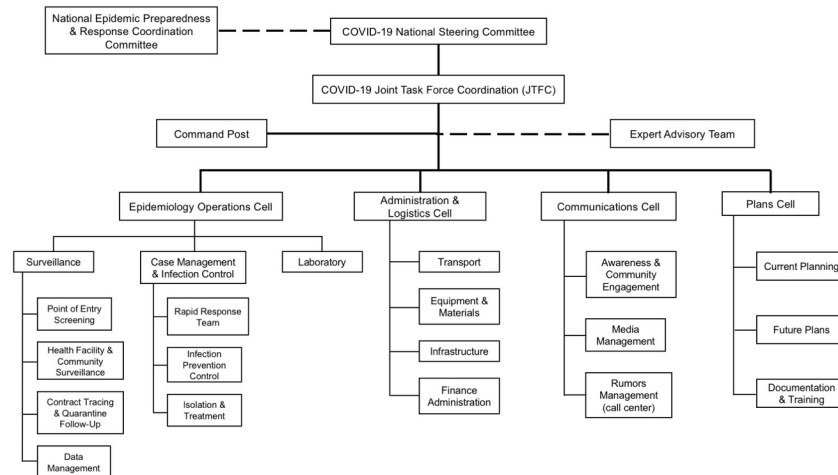 National Epidemic Preparedness
& Response Coordination
Committee
COVID-19 National Steering Committee
COVID-19 Joint Task Force Coordination (JTFC)
Command Post
Expert Advisory Team
Epidemiology Operations Cell
Administration &
Logistics Cell
Communications Cell
Plans Cell
Surveillance
Case Management
& Infection Control
Laboratory
Point of Entry
Screening
Health Facility &
Community
Surveillance
Contract Tracing
& Quarantine
Follow-Up
Data
Management
Rapid Response
Team
Infection
Prevention
Control
Isolation &
Treatment
Transport
Equipment &
Materials
Infrastructure
Finance
Administration
Awareness &
Community
Engagement
Media
Management
Rumors
Management
(call center)
Current Planning
Future Plans
Documentation
& Training